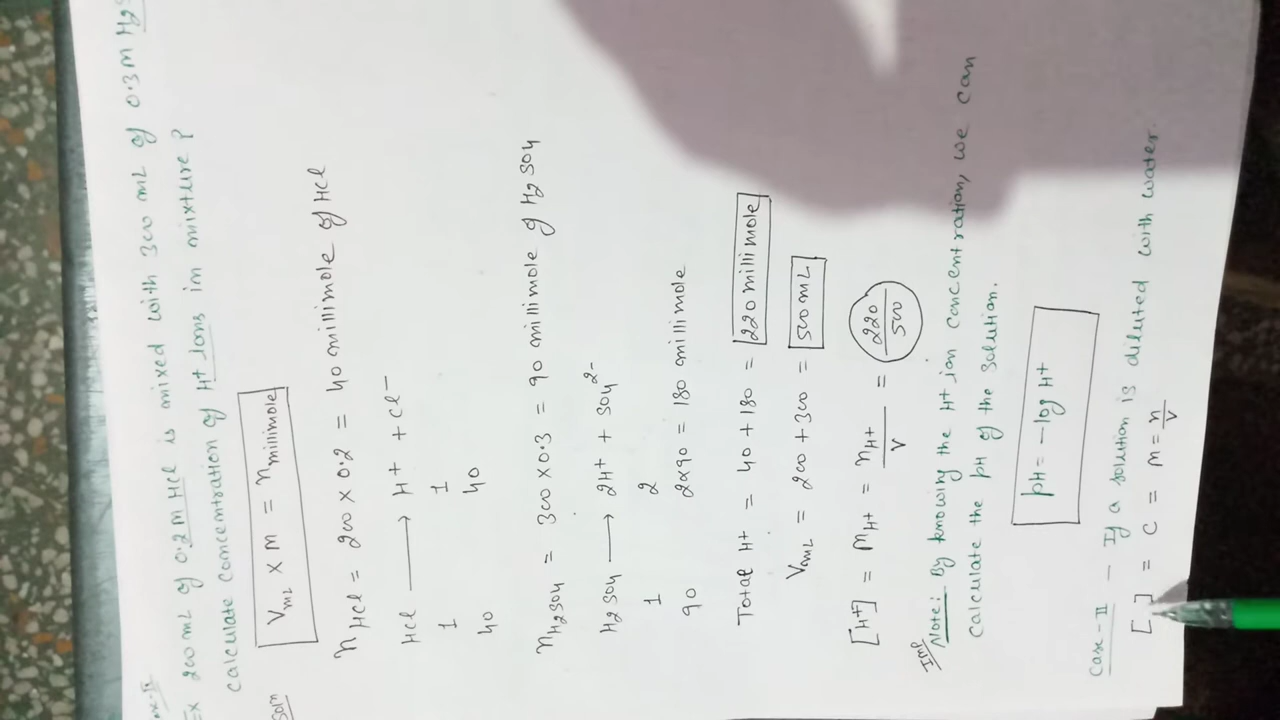 Ex 200 mL of 0.2 M HCl is mixed with 300 mL of 0.3 M H2S
calculate concentration of H+ ions in mixture ?
VmL × M = nmillimole
nHCl = 200 × 0.2 = 40 millimole of HCl
HCl ⟶ H+ + Cl-
1 1
40 40
nH2SO4 = 300 × 0.3 = 90 millimole of H2SO4
H2SO4 ⟶ 2H+ + SO4 2-
1 2
90 2×90 = 180 millimole
Total H+ = 40 + 180 = 220 millimole
VmL = 200 + 300 = 500 mL
[H+] = MH+ = nH+/V = 220/500
Imp
Note: By knowing the H+ ion concentration, we can
calculate the pH of the solution.
pH = -log H+
Case-II - If a solution is diluted with water.
[ ] = C = M = n/V